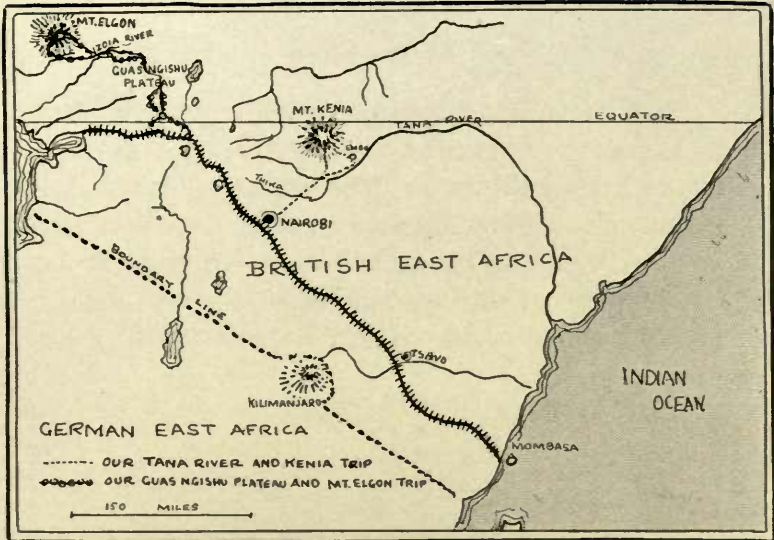 MT. ELGON
IZOIA RIVER
GUAS NGISHU
PLATEAU
MT. KENIA
TANA RIVER
EQUATOR
EMBO
THIKA
NAIROBI
BOUNDARY LINE
BRITISH EAST AFRICA
TSAVO
KILIMANJARO
INDIAN
OCEAN
GERMAN EAST AFRICA
MOMBASA
OUR TANA RIVER AND KENIA TRIP
OUR GUAS NGISHU PLATEAU AND MT. ELGON TRIP
150 MILES